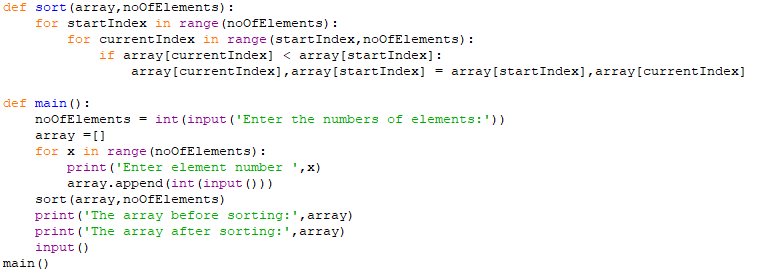 def sort(array,noOfElements):
    for startIndex in range(noOfElements):
        for currentIndex in range(startIndex,noOfElements):
            if array[currentIndex] < array[startIndex]:
                array[currentIndex],array[startIndex] = array[startIndex],array[currentIndex]

def main():
    noOfElements = int(input('Enter the numbers of elements:'))
    array =[]
    for x in range(noOfElements):
        print('Enter element number ',x)
        array.append(int(input()))
    sort(array,noOfElements)
    print('The array before sorting:',array)
    print('The array after sorting:',array)
    input()
main()